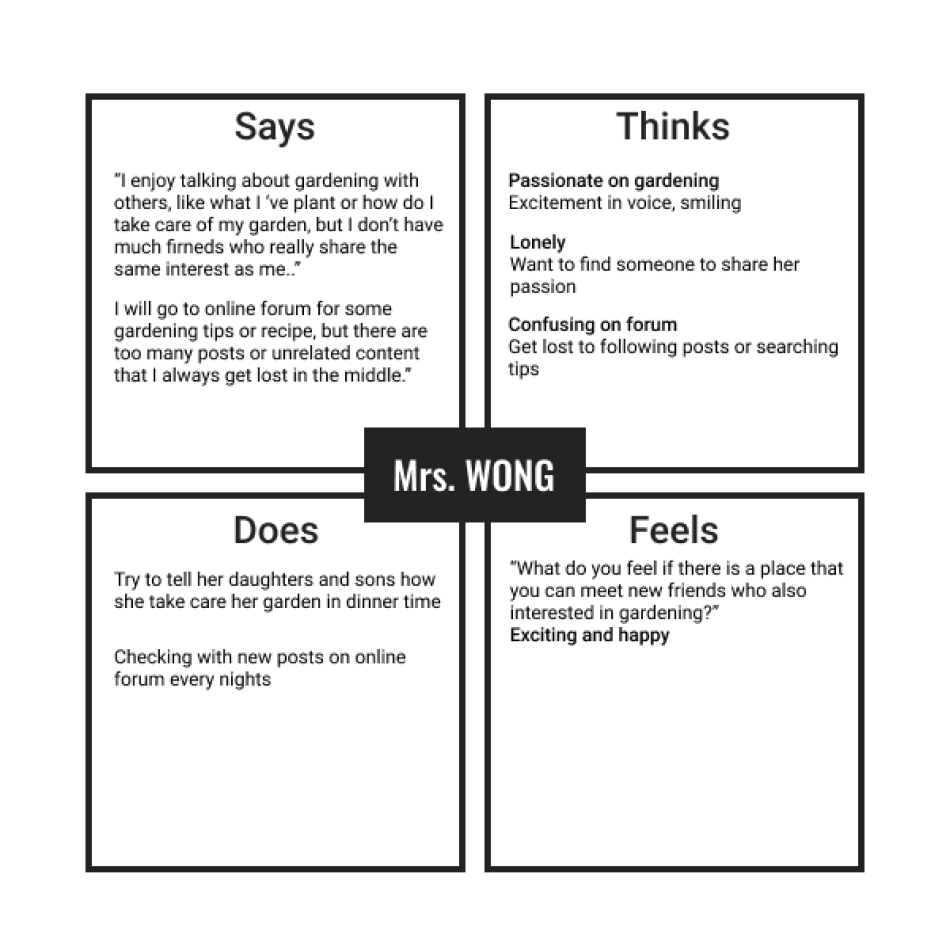 Says
“I enjoy talking about gardening with
others, like what I ‘ve plant or how do I
take care of my garden, but I don’t have
much firneds who really share the
same interest as me..”
I will go to online forum for some
gardening tips or recipe, but there are
too many posts or unrelated content
that I always get lost in the middle.”
Thinks
Passionate on gardening
Excitement in voice, smiling
Lonely
Want to find someone to share her
passion
Confusing on forum
Get lost to following posts or searching
tips
Mrs. WONG
Does
Try to tell her daughters and sons how
she take care her garden in dinner time
Checking with new posts on online
forum every nights
Feels
“What do you feel if there is a place that
you can meet new friends who also
interested in gardening?”
Exciting and happy